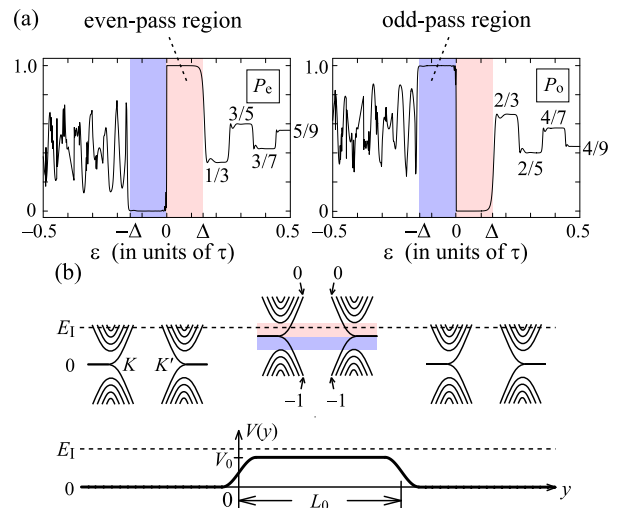 (a)
even-pass region
odd-pass region
1.0
0
Pe
1/3
3/5
3/7
5/9
−0.5 −Δ 0 Δ 0.5
ε (in units of τ)
1.0
0
Po
2/3
2/5
4/7
4/9
−0.5 −Δ 0 Δ 0.5
ε (in units of τ)
(b)
0 0
EI
0
K K′
−1 −1
V(y)
EI
V0
0
0
L0
y